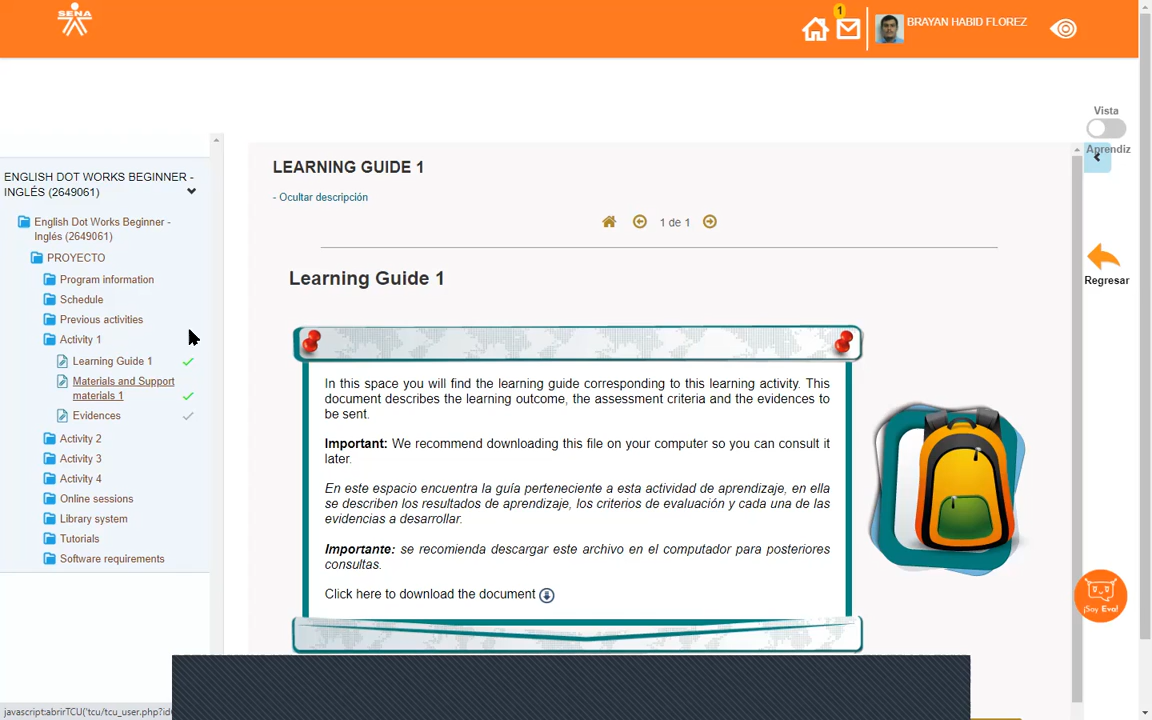 SENA
1
BRAYAN HABID FLOREZ
Vista
Aprendiz
ENGLISH DOT WORKS BEGINNER -
INGLÉS (2649061)
English Dot Works Beginner -
Inglés (2649061)
PROYECTO
Program information
Schedule
Previous activities
Activity 1
Learning Guide 1
Materials and Support
materials 1
Evidences
Activity 2
Activity 3
Activity 4
Online sessions
Library system
Tutorials
Software requirements
LEARNING GUIDE 1
- Ocultar descripción
1 de 1
Learning Guide 1
In this space you will find the learning guide corresponding to this learning activity. This
document describes the learning outcome, the assessment criteria and the evidences to
be sent.
Important: We recommend downloading this file on your computer so you can consult it
later.
En este espacio encuentra la guía perteneciente a esta actividad de aprendizaje, en ella
se describen los resultados de aprendizaje, los criterios de evaluación y cada una de las
evidencias a desarrollar.
Importante: se recomienda descargar este archivo en el computador para posteriores
consultas.
Click here to download the document
Regresar
¡Soy Evo!
javascript:abrirTCU('tcu/tcu_user.php?id